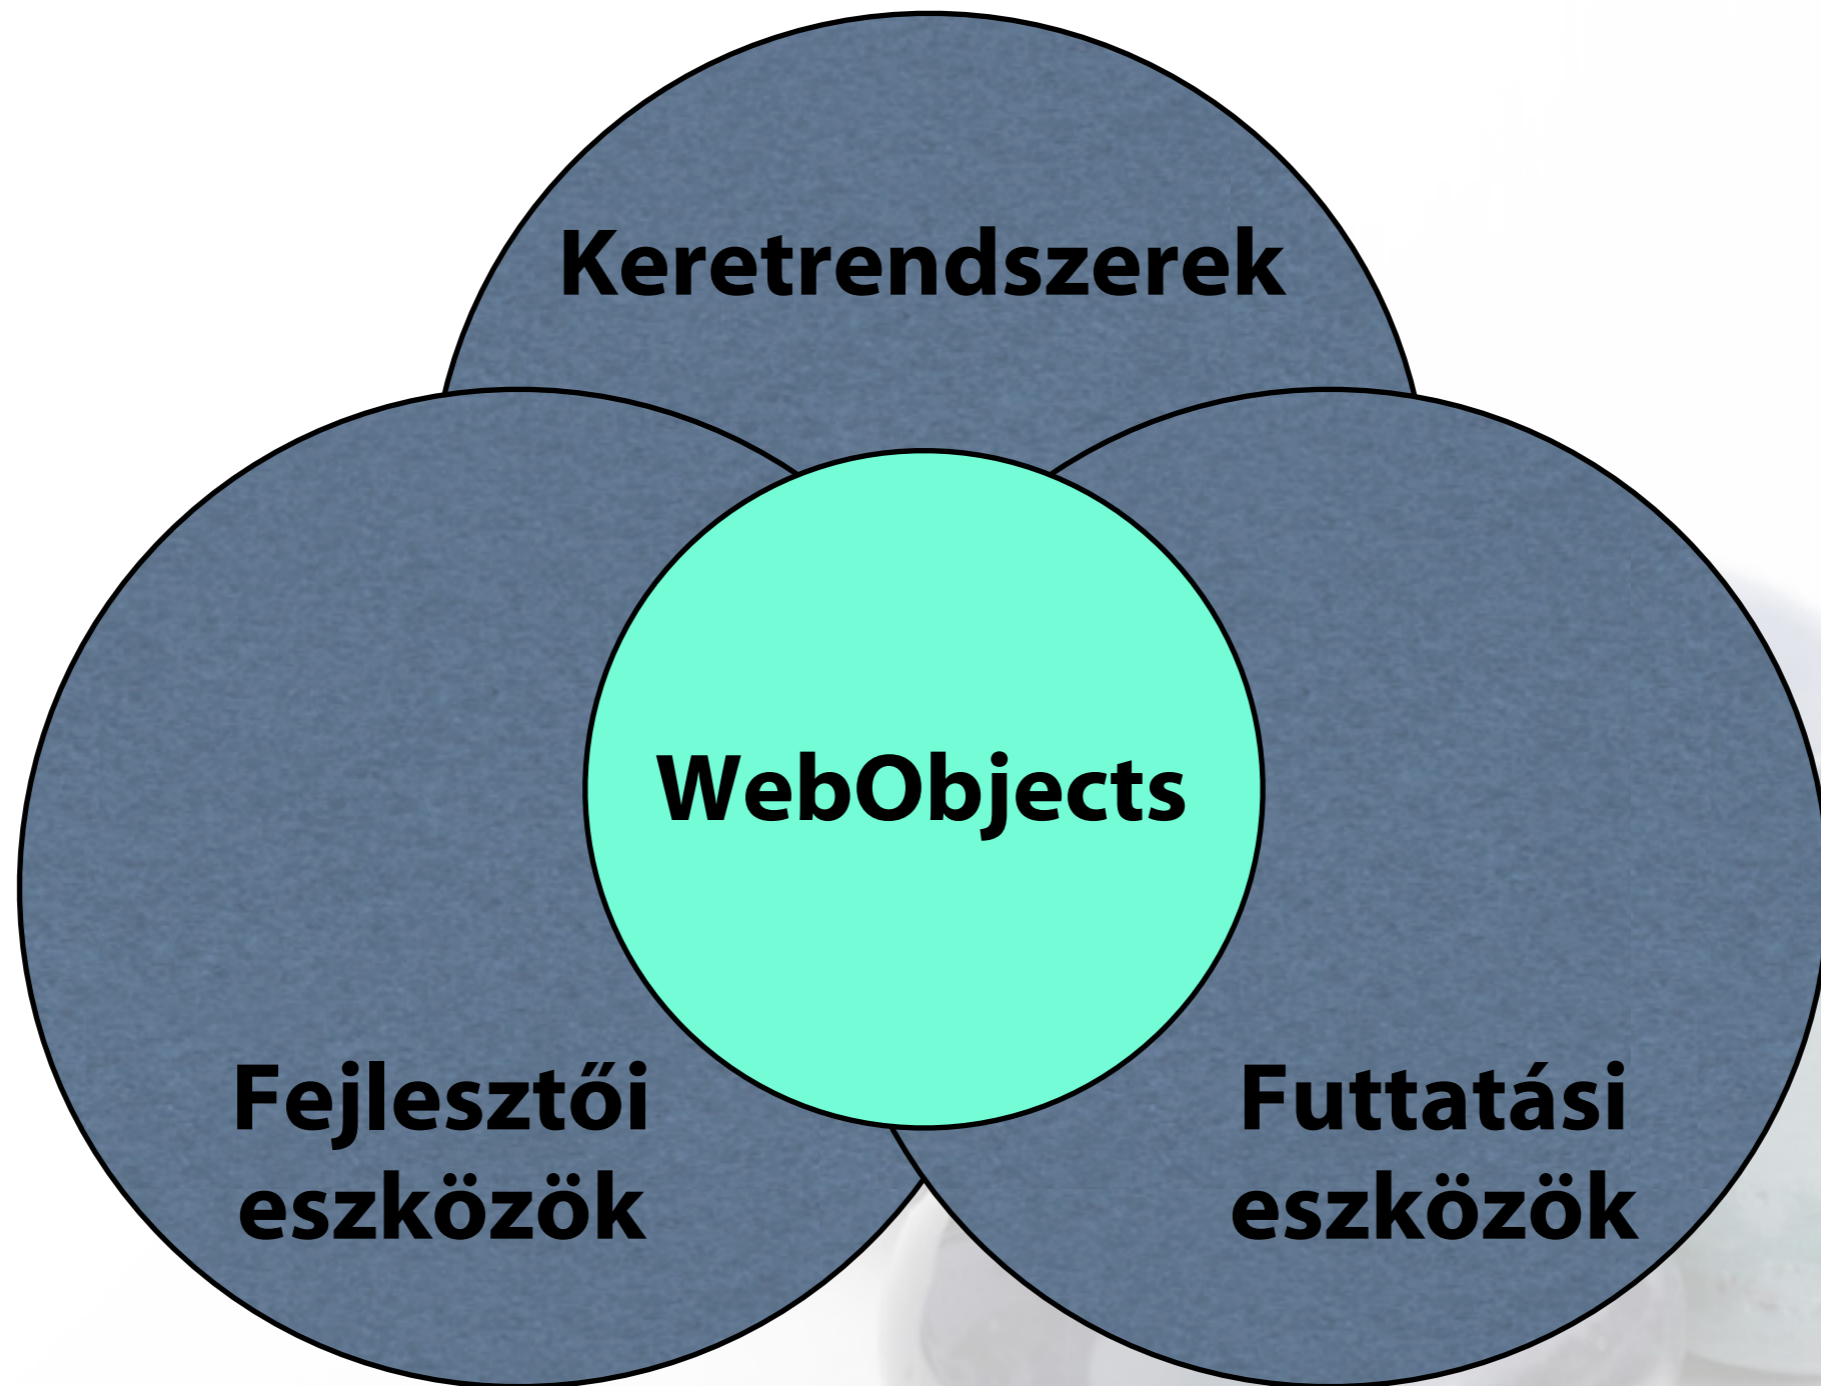 Keretrendszerek
WebObjects
Fejlesztői
eszközök
Futtatási
eszközök